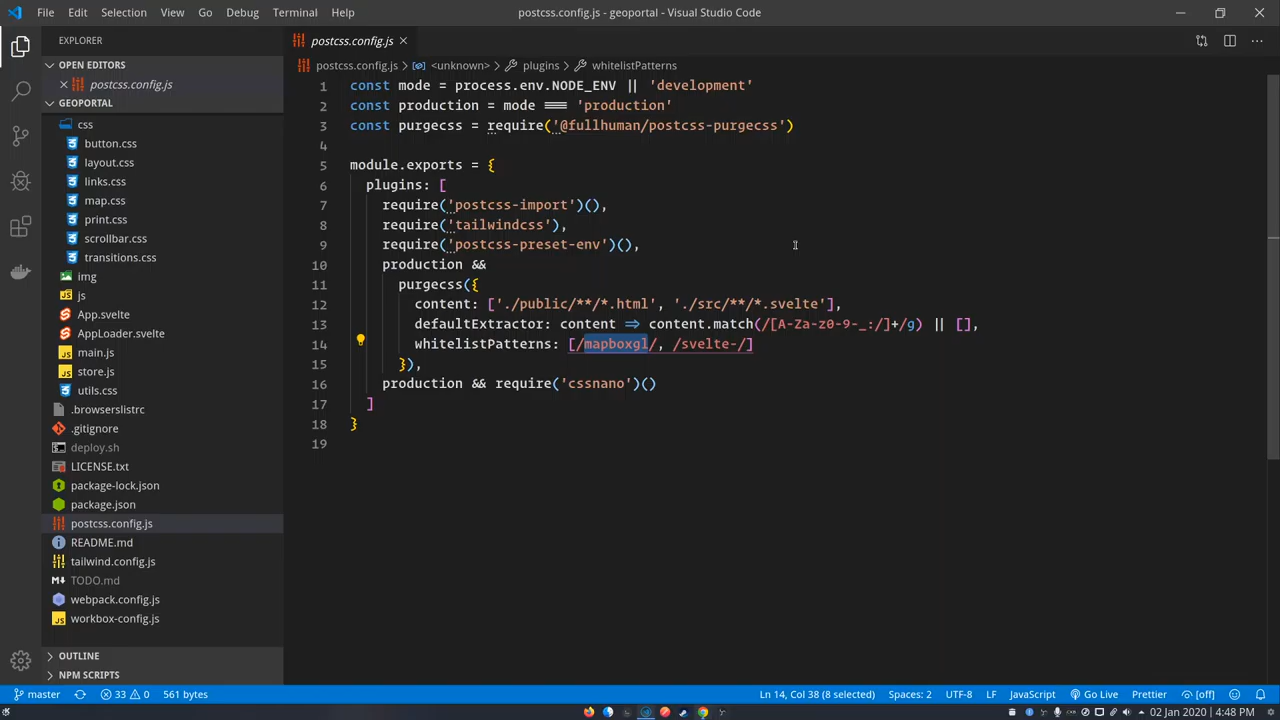 File Edit Selection View Go Debug Terminal Help
postcss.config.js - geoportal - Visual Studio Code
EXPLORER
OPEN EDITORS
postcss.config.js
GEOPORTAL
css
button.css
layout.css
links.css
map.css
print.css
scrollbar.css
transitions.css
img
js
App.svelte
AppLoader.svelte
main.js
store.js
utils.css
.browserslistrc
.gitignore
deploy.sh
LICENSE.txt
package-lock.json
package.json
postcss.config.js
README.md
tailwind.config.js
TODO.md
webpack.config.js
workbox-config.js
OUTLINE
NPM SCRIPTS
postcss.config.js
postcss.config.js > <unknown> > plugins > whitelistPatterns
1 const mode = process.env.NODE_ENV || 'development'
2 const production = mode === 'production'
3 const purgecss = require('@fullhuman/postcss-purgecss')
4
5 module.exports = {
6 plugins: [
7 require('postcss-import')(),
8 require('tailwindcss'),
9 require('postcss-preset-env')(),
10 production &&
11 purgecss({
12 content: ['./public/**/*.html', './src/**/*.svelte'],
13 defaultExtractor: content => content.match(/[A-Za-z0-9-_:/]+/g) || [],
14 whitelistPatterns: [/mapboxgl/, /svelte-/]
15 }),
16 production && require('cssnano')()
17 ]
18 }
19
master 33 0 561 bytes
Ln 14, Col 38 (8 selected) Spaces: 2 UTF-8 LF JavaScript Go Live Prettier [off]
02 Jan 2020 4:48 PM